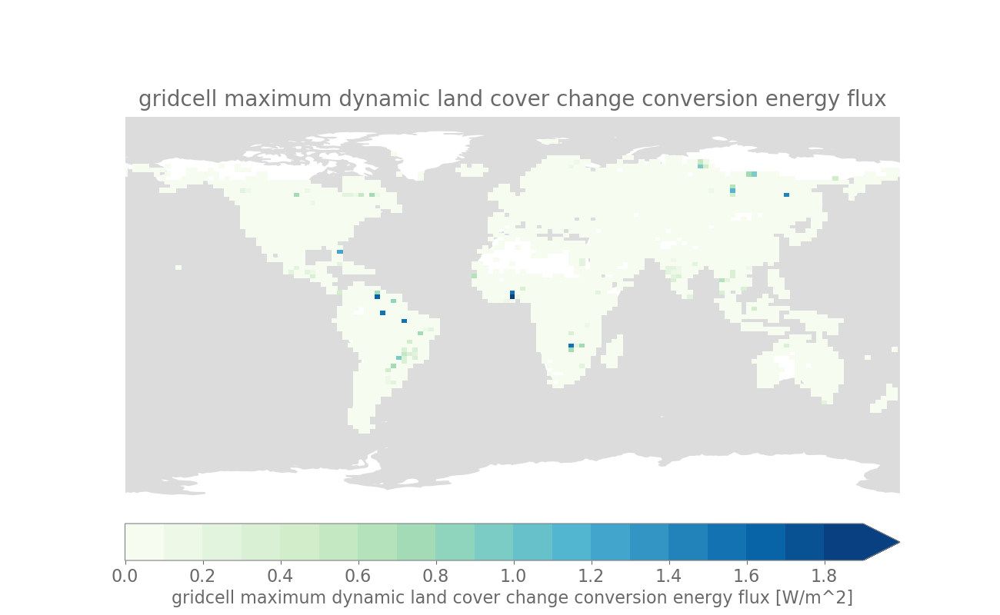 gridcell maximum dynamic land cover change conversion energy flux
0.0 0.2 0.4 0.6 0.8 1.0 1.2 1.4 1.6 1.8
gridcell maximum dynamic land cover change conversion energy flux [W/m^2]